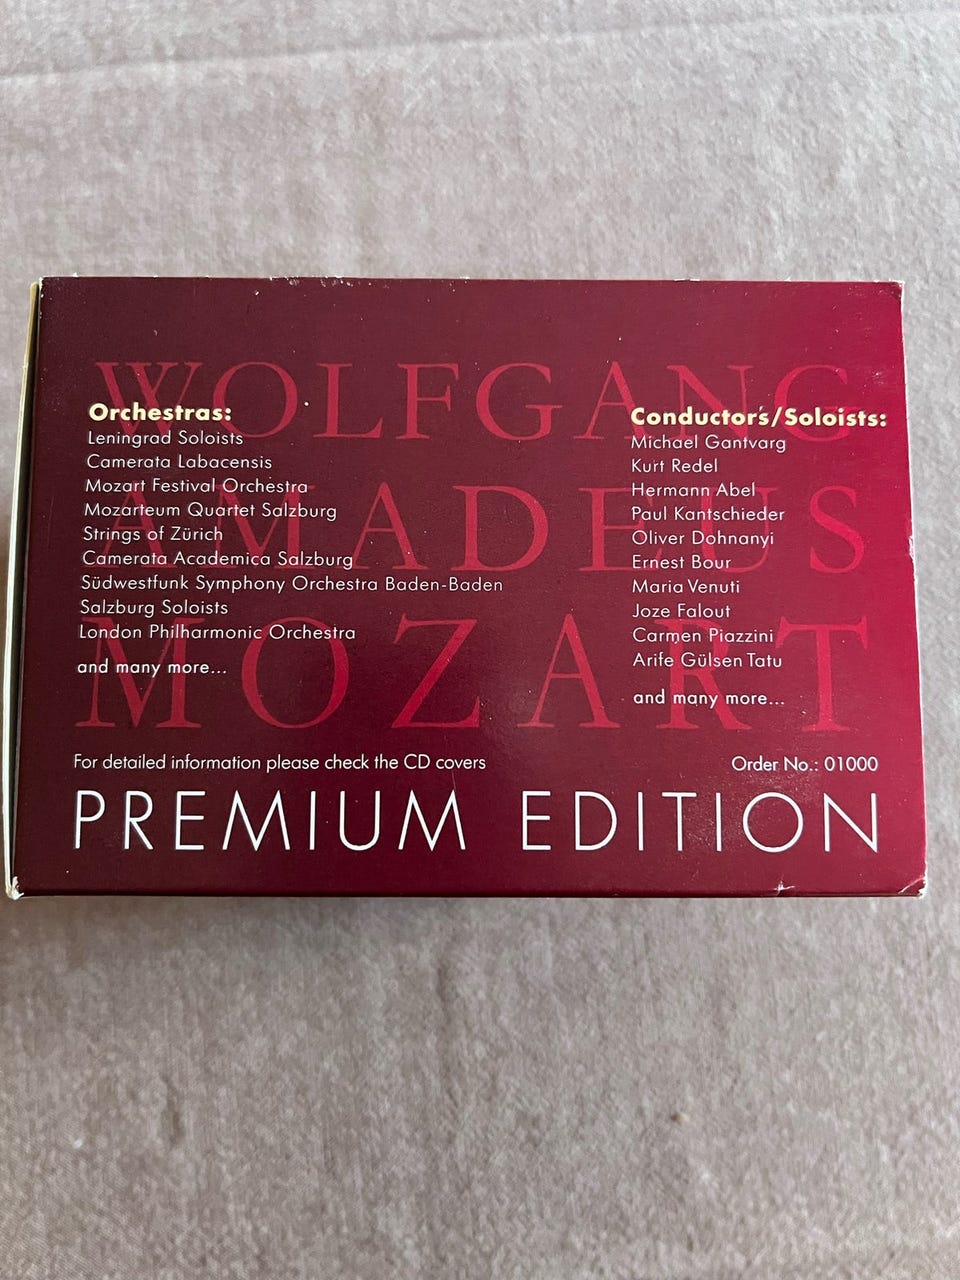 WOLFGANG
AMADEUS
MOZART
Orchestras:
Leningrad Soloists
Camerata Labacensis
Mozart Festival Orchestra
Mozarteum Quartet Salzburg
Strings of Zürich
Camerata Academica Salzburg
Südwestfunk Symphony Orchestra Baden-Baden
Salzburg Soloists
London Philharmonic Orchestra
and many more...
Conductors/Soloists:
Michael Gantvarg
Kurt Redel
Hermann Abel
Paul Kantschieder
Oliver Dohnanyi
Ernest Bour
Maria Venuti
Joze Falout
Carmen Piazzini
Arife Gülsen Tatu
and many more...
For detailed information please check the CD covers
Order No.: 01000
PREMIUM EDITION